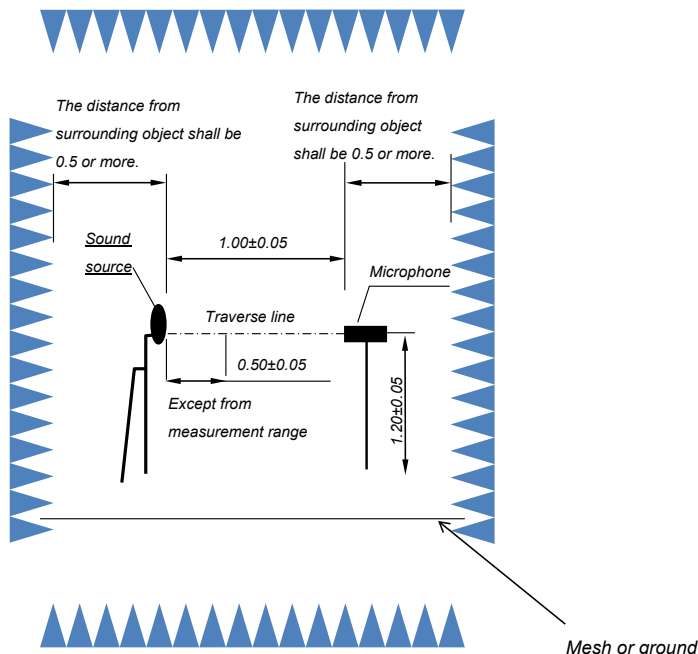 The distance from
surrounding object shall be
0.5 or more.
The distance from
surrounding object
shall be 0.5 or more.
Sound
source
1.00±0.05
Microphone
Traverse line
0.50±0.05
Except from
measurement range
1.20±0.05
Mesh or ground